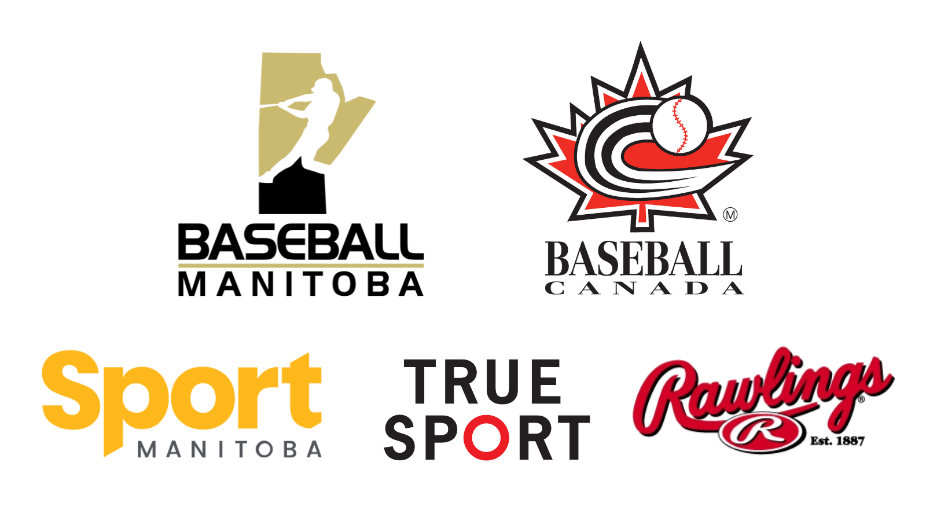 BASEBALL
MANITOBA
M
BASEBALL
CANADA
Sport
MANITOBA
TRUE
SPORT
Rawlings®
R
Est. 1887